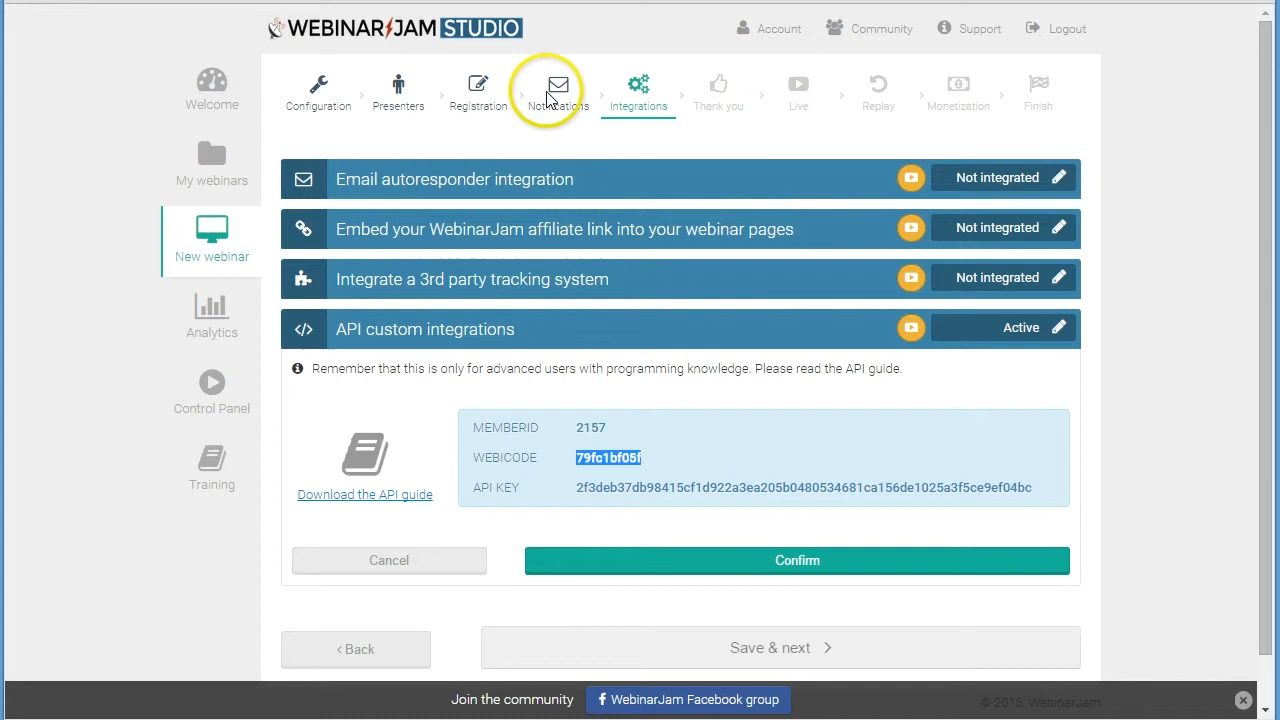 WEBINARJAM STUDIO
Account
Community
Support
Logout
Configuration
Presenters
Registration
Notifications
Integrations
Thank you
Live
Replay
Monetization
Finish
Welcome
My webinars
New webinar
Analytics
Control Panel
Training
Email autoresponder integration
Not integrated
Embed your WebinarJam affiliate link into your webinar pages
Not integrated
Integrate a 3rd party tracking system
Not integrated
</> API custom integrations
Active
Remember that this is only for advanced users with programming knowledge. Please read the API guide.
Download the API guide
MEMBERID 2157
WEBICODE 79fc1bf05f
API KEY 2f3deb37db98415cf1d922a3ea205b0480534681ca156de1025a3f5ce9ef04bc
Cancel
Confirm
‹ Back
Save & next
Join the community
WebinarJam Facebook group
© 2015, WebinarJam